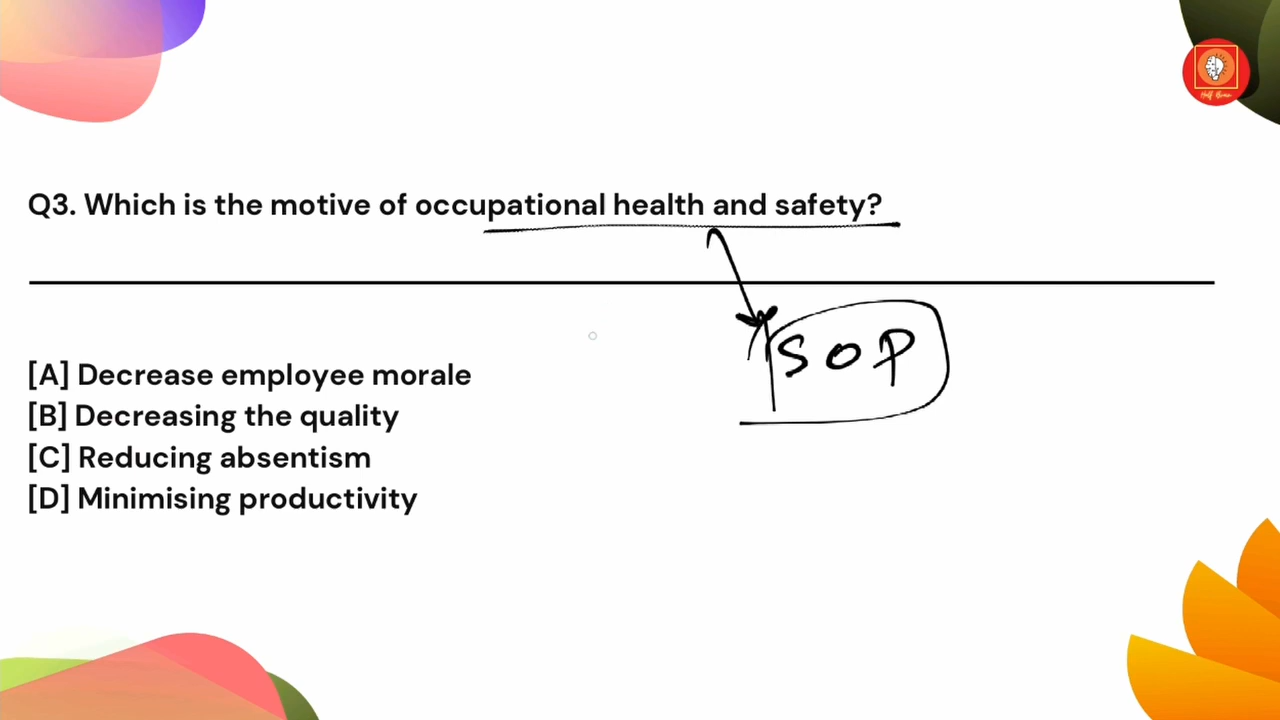 Q3. Which is the motive of occupational health and safety?
SOP
[A] Decrease employee morale
[B] Decreasing the quality
[C] Reducing absentism
[D] Minimising productivity